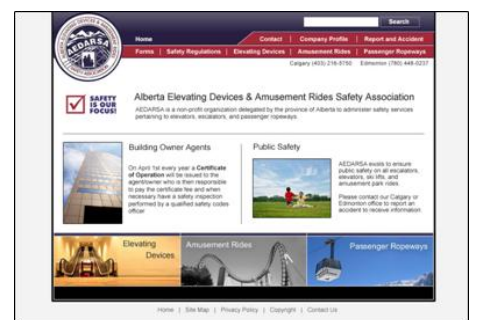 Search
AEDARSA
Home
Contact | Company Profile | Report and Accident
Forms | Safety Regulations | Elevating Devices | Amusement Rides | Passenger Ropeways
Calgary (403) 216-5750 Edmonton (780) 448-0237
SAFETY
IS OUR
FOCUS!
Alberta Elevating Devices & Amusement Rides Safety Association
AEDARSA is a non-profit organization delegated by the province of Alberta to administer safety services
pertaining to elevators, escalators, and passenger ropeways
Building Owner Agents
On April 1st every year a Certificate
of Operation will be issued to the
agent/owner who is then responsible
to pay the certificate fee and when
necessary have a safety inspection
performed by a qualified safety codes
officer
Public Safety
AEDARSA exists to ensure
public safety on all escalators,
elevators, ski lifts, and
amusement park rides.
Please contact our Calgary or
Edmonton office to report an
accident to receive information.
Elevating
Devices
Amusement Rides
Passenger Ropeways
Home | Site Map | Privacy Policy | Copyright | Contact Us